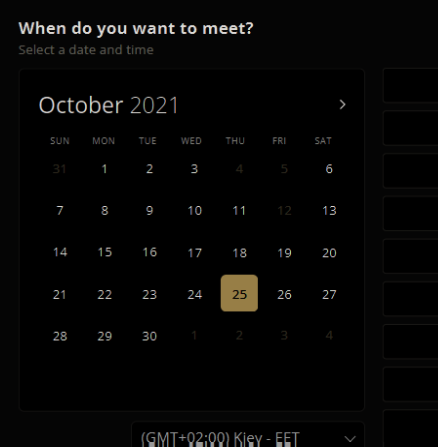 When do you want to meet?
Select a date and time
October 2021
SUN MON TUE WED THU FRI SAT
31 1 2 3 4 5 6
7 8 9 10 11 12 13
14 15 16 17 18 19 20
21 22 23 24 25 26 27
28 29 30 1 2 3 4
(GMT+02:00) Kiev - EET